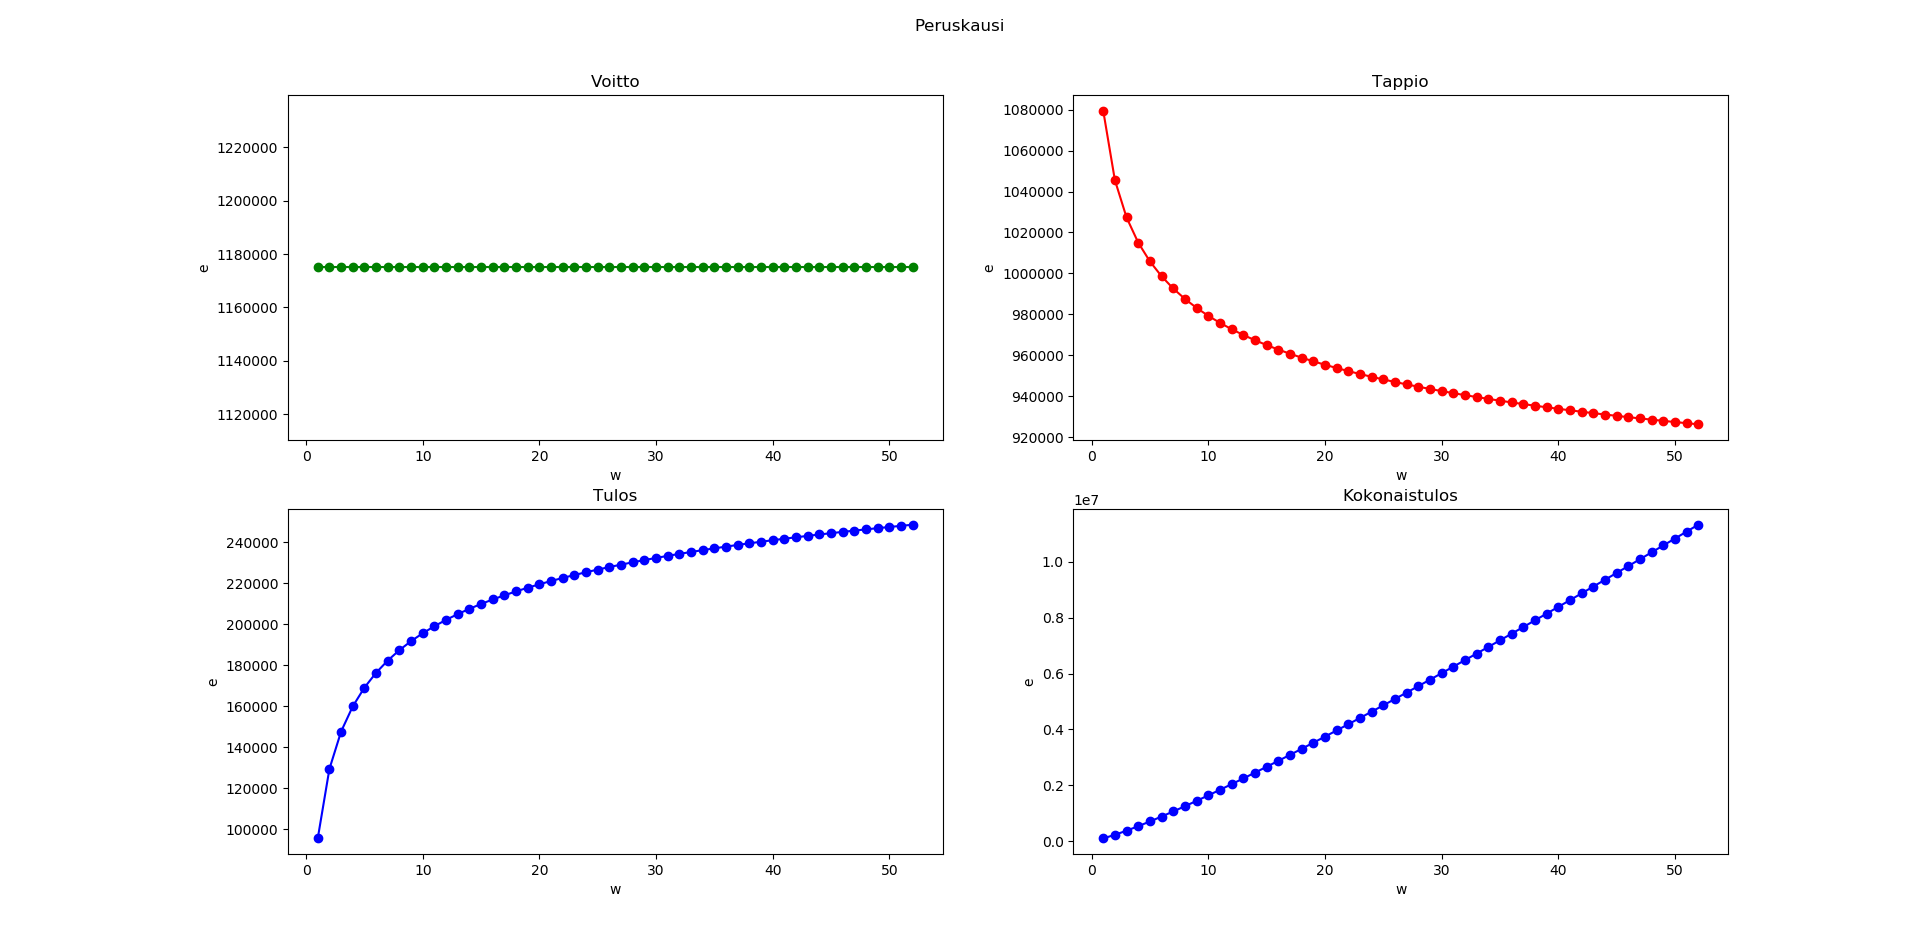 Peruskausi
Voitto
1220000
1200000
1180000
1160000
1140000
1120000
e
0 10 20 30 40 50
w
Tappio
1080000
1060000
1040000
1020000
1000000
980000
960000
940000
920000
e
0 10 20 30 40 50
w
Tulos
240000
220000
200000
180000
160000
140000
120000
100000
e
0 10 20 30 40 50
w
Kokonaistulos
1e7
1.0
0.8
0.6
0.4
0.2
0.0
e
0 10 20 30 40 50
w